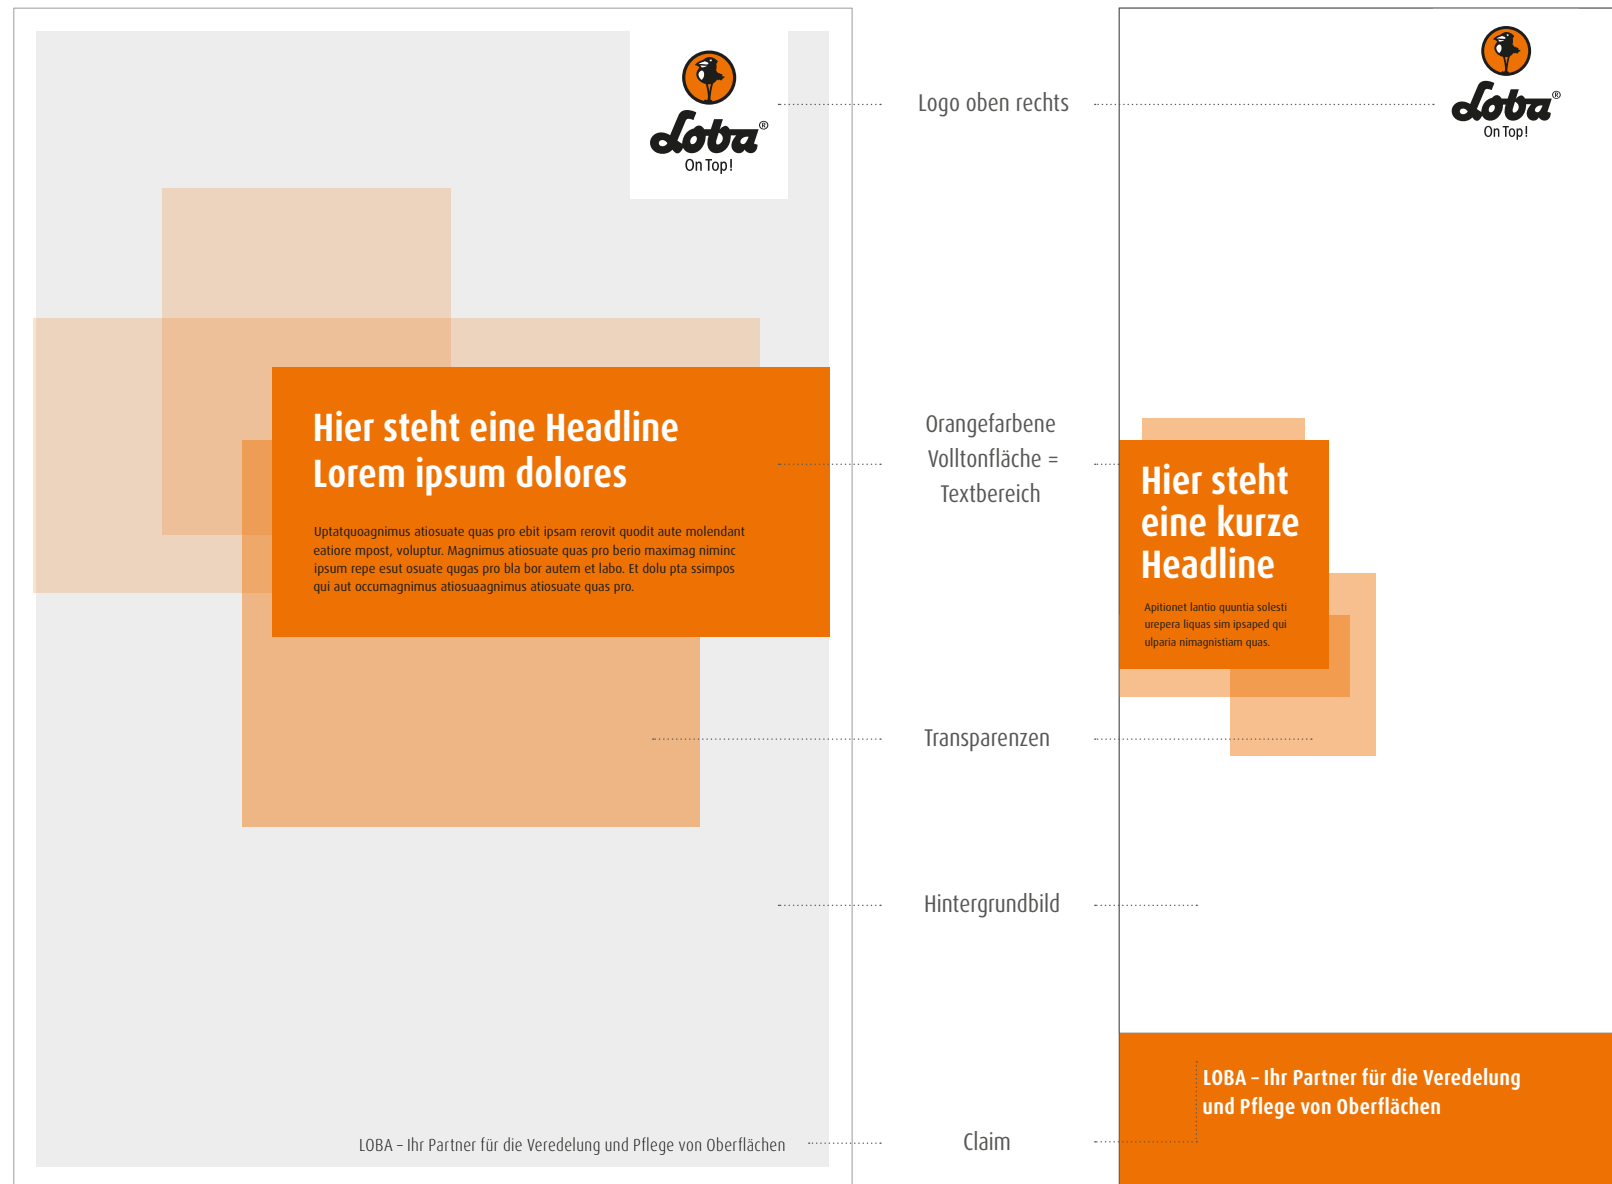 Loba®
On Top!
Hier steht eine Headline
Lorem ipsum dolores
Uptatquoagnimus atiosuate quas pro ebit ipsam rerovit quodit aute molendant
eatiore mpost, voluptur. Magnimus atiosuate quas pro berio maximag niminc
ipsum repe esut osuate qugas pro bla bor autem et labo. Et dolu pta ssimpos
qui aut occumagnimus atiosuaagnimus atiosuate quas pro.
LOBA – Ihr Partner für die Veredelung und Pflege von Oberflächen
Logo oben rechts
Orangefarbene
Volltonfläche =
Textbereich
Transparenzen
Hintergrundbild
Claim
Loba®
On Top!
Hier steht
eine kurze
Headline
Apitionet lantio quuntia solesti
urepera liquas sim ipsaped qui
ulparia nimagnistiam quas.
LOBA – Ihr Partner für die Veredelung
und Pflege von Oberflächen